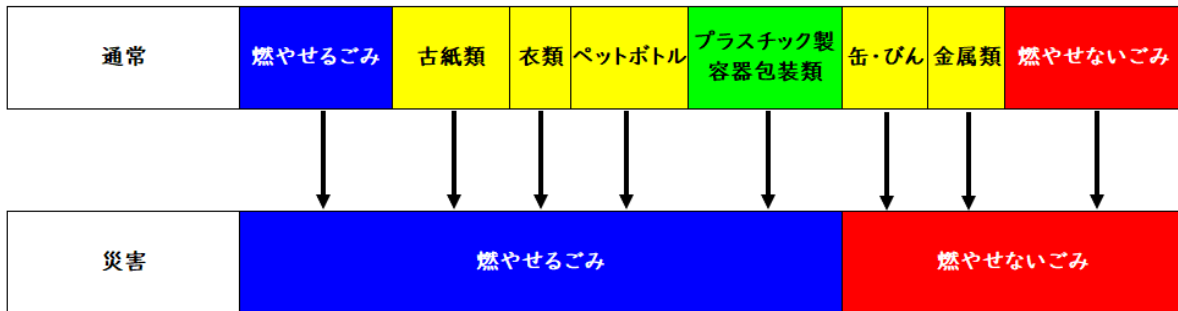 通常
燃やせるごみ
古紙類
衣類
ペットボトル
プラスチック製
容器包装類
缶・びん
金属類
燃やせないごみ
災害
燃やせるごみ
燃やせないごみ